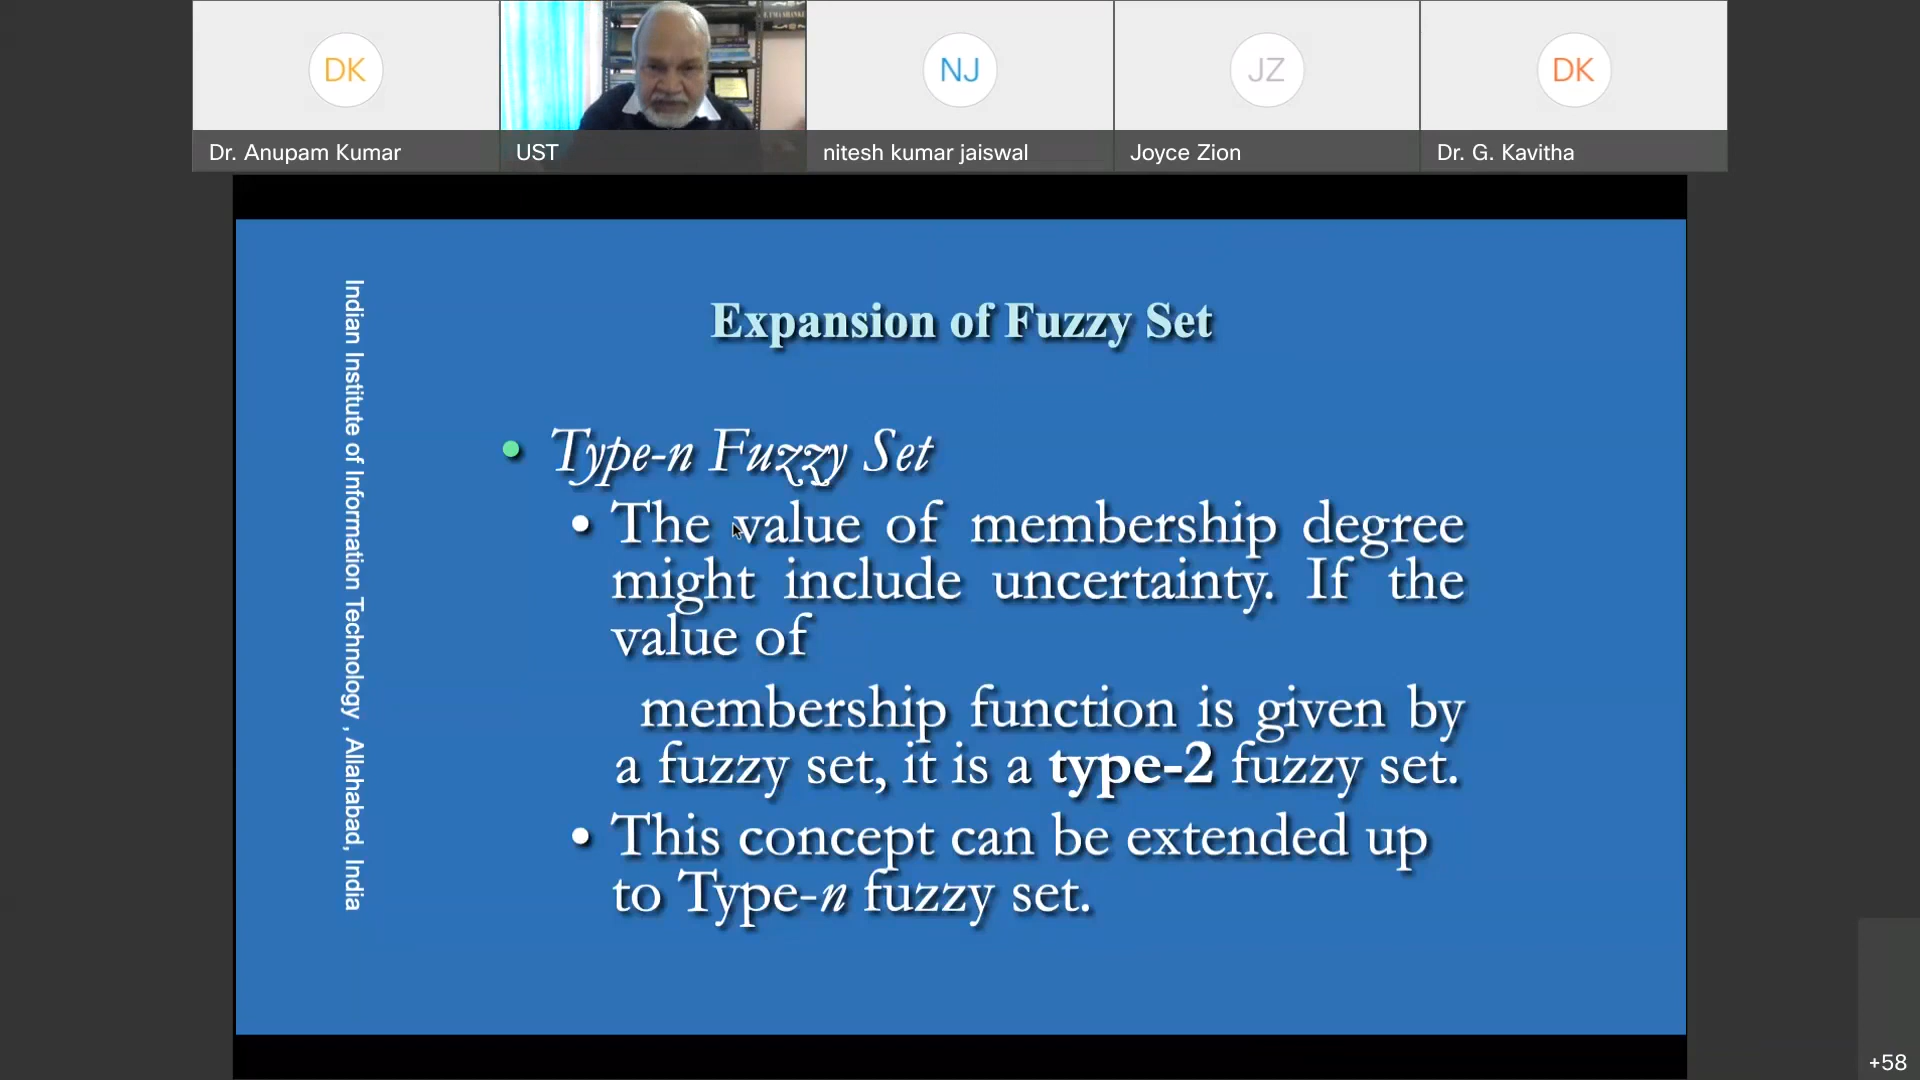 DK
NJ
JZ
DK
Dr. Anupam Kumar
UST
nitesh kumar jaiswal
Joyce Zion
Dr. G. Kavitha
Indian Institute of Information Technology , Allahabad, India
Expansion of Fuzzy Set
• Type-n Fuzzy Set
• The value of membership degree
might include uncertainty. If the
value of
membership function is given by
a fuzzy set, it is a type-2 fuzzy set.
• This concept can be extended up
to Type-n fuzzy set.
+58